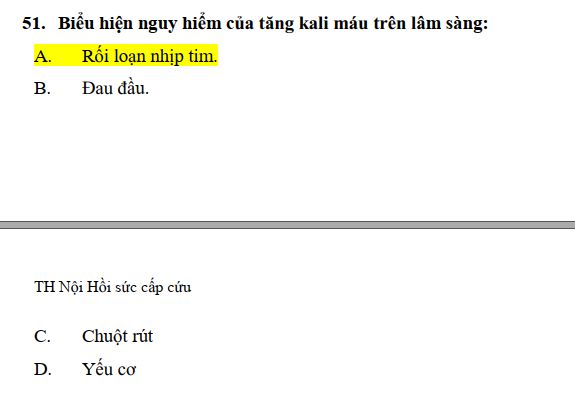 51. Biểu hiện nguy hiểm của tăng kali máu trên lâm sàng:
A. Rối loạn nhịp tim.
B. Đau đầu.
TH Nội Hồi sức cấp cứu
C. Chuột rút
D. Yếu cơ